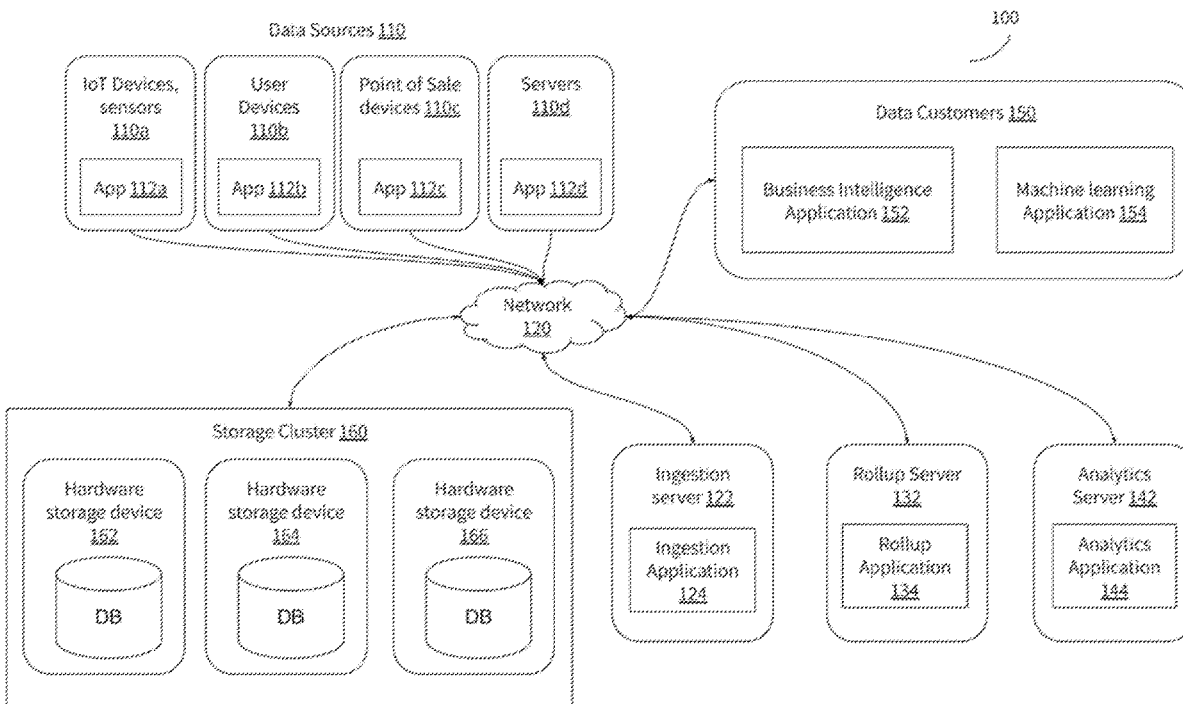 100
Data Sources 110
IoT Devices,
sensors
110a
App 112a
User
Devices
110b
App 112b
Point of Sale
devices 110c
App 112c
Servers
110d
App 112d
Data Customers 150
Business Intelligence
Application 152
Machine learning
Application 154
Network
120
Storage Cluster 160
Hardware
storage device
162
DB
Hardware
storage device
164
DB
Hardware
storage device
166
DB
Ingestion
server 122
Ingestion
Application
124
Rollup Server
132
Rollup
Application
134
Analytics
Server 142
Analytics
Application
144